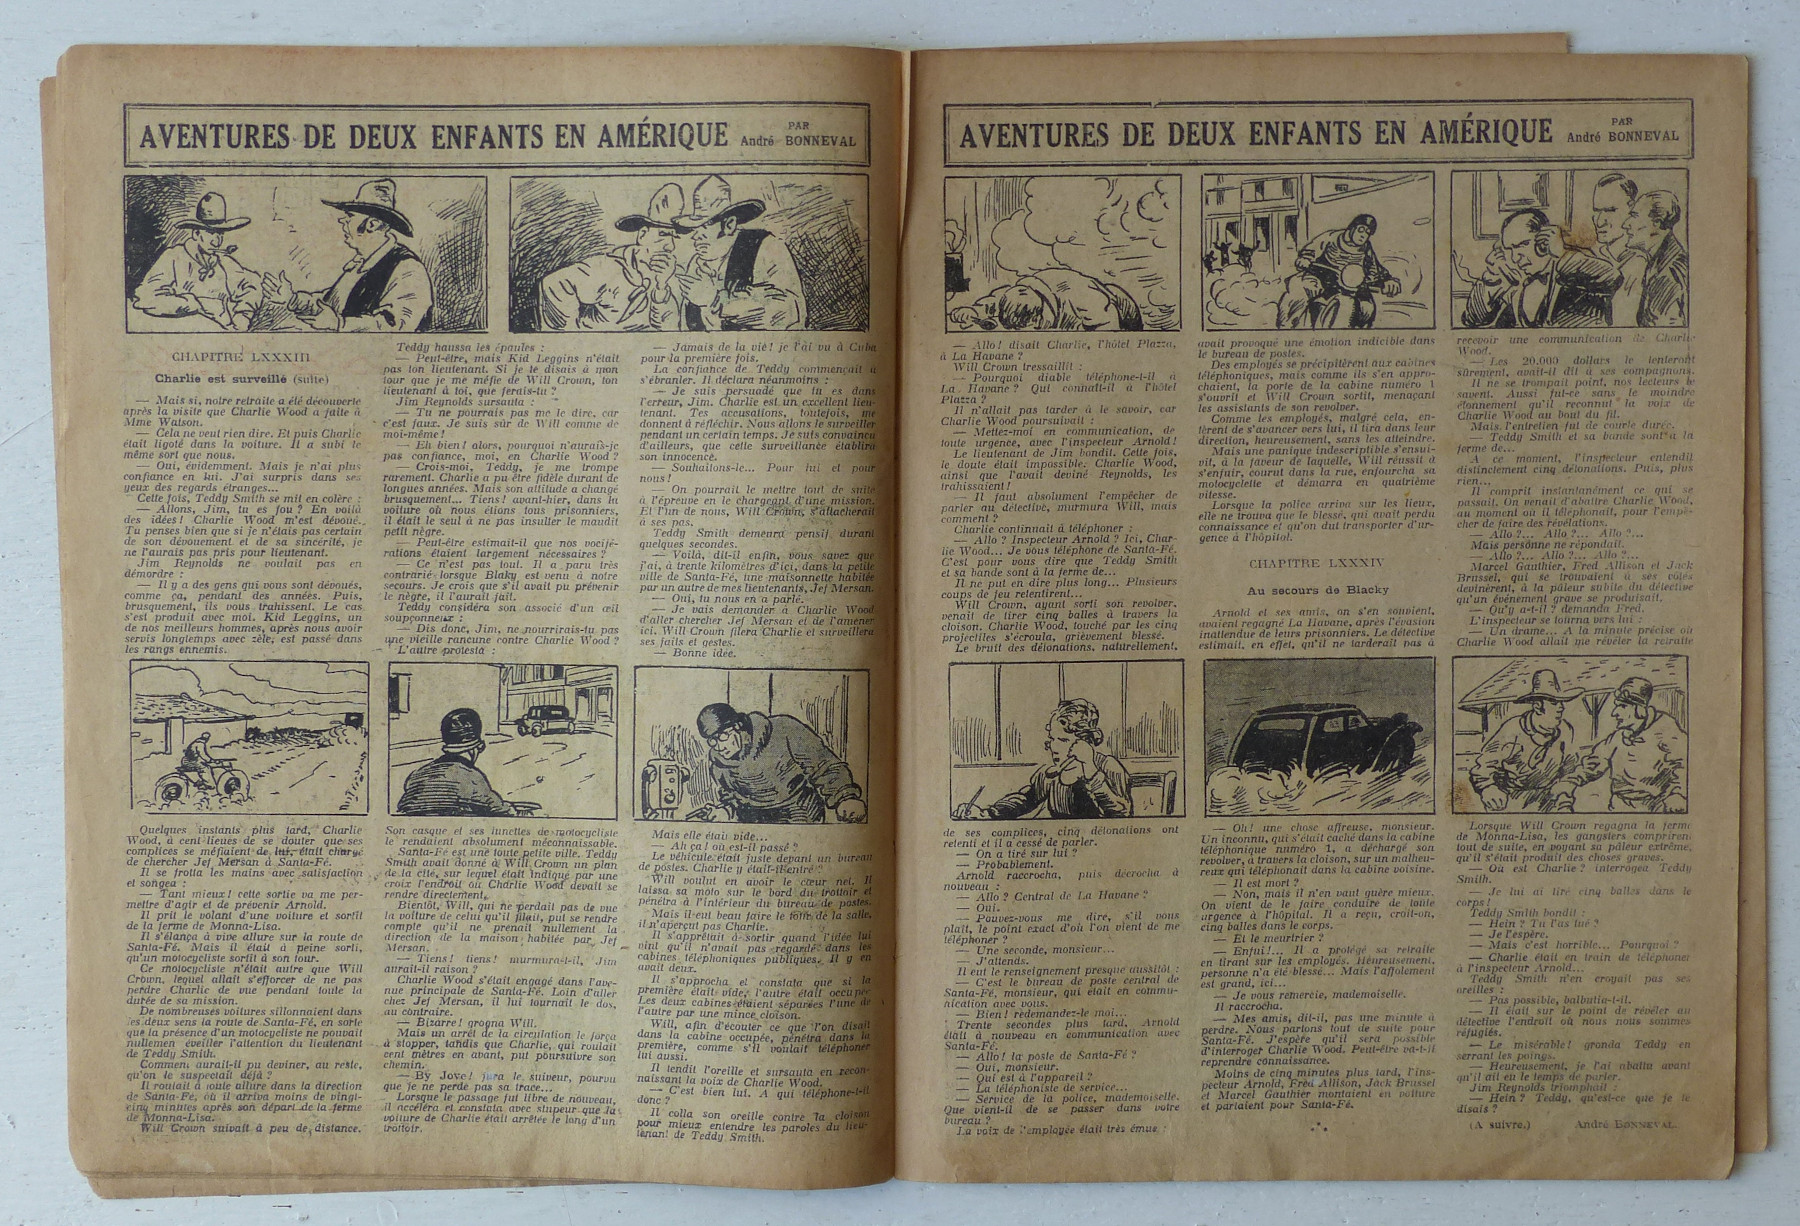 AVENTURES DE DEUX ENFANTS EN AMÉRIQUE
PAR
André BONNEVAL
CHAPITRE LXXXIII
Charlie est surveillé (suite)
— Mais si, notre retraite a été découverte
après la visite que Charlie Wood a faite à
Mme Watson.
— Cela ne veut rien dire. Et puis Charlie
était ligoté dans la voiture. Il a subi le
même sort que nous.
— Oui, évidemment. Mais je n'ai plus
confiance en lui. J'ai surpris dans ses
yeux des regards étranges...
Cette fois, Teddy Smith se mit en colère :
— Allons, Jim, tu es fou ? En voilà
des idées! Charlie Wood m'est dévoué.
Tu penses bien que si je n'étais pas certain
de son dévouement et de sa sincérité, je
ne l'aurais pas pris pour lieutenant.
Jim Reynolds ne voulait pas en
démordre :
— Il y a des gens qui vous sont dévoués,
comme ça, pendant des années. Puis,
brusquement, ils vous trahissent. Le cas
s'est produit avec moi. Kid Leggins, un
de nos meilleurs hommes, après nous avoir
servis longtemps avec zèle, est passé dans
les rangs ennemis.
Teddy haussa les épaules :
— Peut-être, mais Kid Leggins n'était
pas ton lieutenant. Si je te disais à mon
tour que je me méfie de Will Crown, ton
lieutenant à toi, que ferais-tu ?
Jim Reynolds sursauta :
— Tu ne pourrais pas me le dire, car
c'est faux. Je suis sûr de Will comme de
moi-même !
— Eh bien! alors, pourquoi n'aurais-je
pas confiance, moi, en Charlie Wood ?
— Crois-moi, Teddy, je me trompe
rarement. Charlie a pu être fidèle durant de
longues années. Mais son attitude a changé
brusquement... Tiens! avant-hier, dans la
voiture où nous étions tous prisonniers,
il était le seul à ne pas insulter le maudit
petit nègre.
— Peut-être estimait-il que nos vocifé-
rations étaient largement nécessaires ?
— Ce n'est pas tout. Il a paru très
contrarié lorsque Blaky est venu à notre
secours. Je crois que s'il avait pu prévenir
le nègre, il l'aurait fait.
Teddy considéra son associé d'un œil
soupçonneux :
— Dis donc, Jim, ne nourrirais-tu pas
une vieille rancune contre Charlie Wood ?
L'autre protesta :
— Jamais de la vie! je l'ai vu à Cuba
pour la première fois.
La confiance de Teddy commençait à
s'ébranler. Il déclara néanmoins :
— Je suis persuadé que tu es dans
l'erreur, Jim. Charlie est un excellent lieu-
tenant. Tes accusations, toutefois, me
donnent à réfléchir. Nous allons le surveiller
pendant un certain temps. Je suis convaincu
d'ailleurs, que cette surveillance établira
son innocence.
— Souhaitons-le... Pour lui et pour
nous !
— On pourrait le mettre tout de suite
à l'épreuve en le chargeant d'une mission.
Et l'un de nous, Will Crown, s'attacherait
à ses pas.
Teddy Smith demeura pensif durant
quelques secondes.
— Voilà, dit-il enfin, vous savez que
j'ai, à trente kilomètres d'ici, dans la petite
ville de Santa-Fé, une maisonnette habitée
par un autre de mes lieutenants, Jef Mersan.
— Oui, tu nous en a parlé.
— Je vais demander à Charlie Wood
d'aller chercher Jef Mersan et de l'amener
ici. Will Crown filera Charlie et surveillera
ses faits et gestes.
— Bonne idée.
Quelques instants plus tard, Charlie
Wood, à cent lieues de se douter que ses
complices se méfiaient de lui, était chargé
de chercher Jef Mersan à Santa-Fé.
Il se frotta les mains avec satisfaction
et songea :
— Tant mieux! cette sortie va me per-
mettre d'agir et de prévenir Arnold.
Il prit le volant d'une voiture et sortit
de la ferme de Monna-Lisa.
Il s'élança à vive allure sur la route de
Santa-Fé. Mais il était à peine sorti,
qu'un motocycliste sortit à son tour.
Ce motocycliste n'était autre que Will
Crown, lequel allait s'efforcer de ne pas
perdre Charlie de vue pendant toute la
durée de sa mission.
De nombreuses voitures sillonnaient dans
les deux sens la route de Santa-Fé, en sorte
que la présence d'un motocycliste ne pouvait
nullement éveiller l'attention du lieutenant
de Teddy Smith.
Comment aurait-il pu deviner, au reste,
qu'on le suspectait déjà ?
Il roulait à toute allure dans la direction
de Santa-Fé, où il arriva moins de vingt-
cinq minutes après son départ de la ferme
de Monna-Lisa.
Will Crown suivait à peu de distance.
Son casque et ses lunettes de motocycliste
le rendaient absolument méconnaissable.
Santa-Fé est une toute petite ville. Teddy
Smith avait donné à Will Crown un plan
de la cité, sur lequel était indiqué par une
croix l'endroit où Charlie Wood devait se
rendre directement.
Bientôt, Will, qui ne perdait pas de vue
la voiture de celui qu'il filait, put se rendre
compte qu'il ne prenait nullement la
direction de la maison habitée par Jef
Mersan.
— Tiens! tiens! murmura-t-il, Jim
aurait-il raison ?
Charlie Wood s'était engagé dans l'ave-
nue principale de Santa-Fé. Loin d'aller
chez Jef Mersan, il lui tournait le dos,
au contraire.
— Bizarre! grogna Will.
Mais un arrêt de la circulation le força
à stopper, tandis que Charlie, qui roulait
cent mètres en avant, put poursuivre son
chemin.
— By Jove! jura le suiveur, pourvu
que je ne perde pas sa trace...
Lorsque le passage fut libre de nouveau,
il accéléra et constata avec stupeur que la
voiture de Charlie était arrêtée le long d'un
trottoir.
Mais elle était vide...
— Ah ça! où est-il passé ?
Le véhicule était juste devant un bureau
de postes. Charlie y était-il entré ?
Will voulut en avoir le cœur net. Il
laissa sa moto sur le bord du trottoir et
pénétra à l'intérieur du bureau de postes.
Mais il eut beau faire le tour de la salle,
il n'aperçut pas Charlie.
Il s'apprêtait à sortir quand l'idée lui
vint qu'il n'avait pas regardé dans les
cabines téléphoniques publiques. Il y en
avait deux.
Il s'approcha et constata que si la
première était vide, l'autre était occupée.
Les deux cabines étaient séparées l'une de
l'autre par une mince cloison.
Will, afin d'écouter ce que l'on disait
dans la cabine occupée, pénétra dans la
première, comme s'il voulait téléphoner
lui aussi.
Il tendit l'oreille et sursauta en recon-
naissant la voix de Charlie Wood.
— C'est bien lui. A qui téléphone-t-il
donc ?
Il colla son oreille contre la cloison
pour mieux entendre les paroles du lieu-
tenant de Teddy Smith.
AVENTURES DE DEUX ENFANTS EN AMÉRIQUE
PAR
André BONNEVAL
— Allo! disait Charlie, l'hôtel Plazza,
à La Havane ?
Will Crown tressaillit :
— Pourquoi diable téléphone-t-il à
La Havane ? Qui connaît-il à l'hôtel
Plazza ?
Il n'allait pas tarder à le savoir, car
Charlie Wood poursuivait :
— Mettez-moi en communication, de
toute urgence, avec l'inspecteur Arnold!
Le lieutenant de Jim bondit. Cette fois,
le doute était impossible. Charlie Wood,
ainsi que l'avait deviné Reynolds, les
trahissaient !
— Il faut absolument l'empêcher de
parler au détective, murmura Will, mais
comment ?
Charlie continuait à téléphoner :
— Allo ? Inspecteur Arnold ? Ici, Char-
lie Wood... Je vous téléphone de Santa-Fé.
C'est pour vous dire que Teddy Smith
et sa bande sont à la ferme de...
Il ne put en dire plus long... Plusieurs
coups de feu retentirent...
Will Crown, ayant sorti son revolver,
venait de tirer cinq balles à travers la
cloison. Charlie Wood, touché par les cinq
projectiles s'écroula, grièvement blessé.
Le bruit des détonations, naturellement,
avait provoqué une émotion indicible dans
le bureau de postes.
Des employés se précipitèrent aux cabines
téléphoniques, mais comme ils s'en appro-
chaient, la porte de la cabine numéro 1
s'ouvrit et Will Crown sortit, menaçant
les assistants de son revolver.
Comme les employés, malgré cela, en-
tèrent de s'avancer vers lui, il tira dans leur
direction, heureusement, sans les atteindre.
Mais une panique indescriptible s'ensui-
vit, à la faveur de laquelle, Will réussit à
s'enfuir, courut dans la rue, enfourcha sa
motocyclette et démarra en quatrième
vitesse.
Lorsque la police arriva sur les lieux,
elle ne trouva que le blessé, qui avait perdu
connaissance et qu'on dut transporter d'ur-
gence à l'hôpital.
CHAPITRE LXXXIV
Au secours de Blacky
Arnold et ses amis, on s'en souvient,
avaient regagné La Havane, après l'évasion
inattendue de leurs prisonniers. Le détective
estimait, en effet, qu'il ne tarderait pas à
recevoir une communication de Charlie
Wood.
— Les 20.000 dollars le tenteront
sûrement, avait-il dit à ses compagnons.
Il ne se trompait point, nos lecteurs le
savent. Aussi fut-ce sans le moindre
étonnement qu'il reconnut la voix de
Charlie Wood au bout du fil.
Mais, l'entretien fut de courte durée.
— Teddy Smith et sa bande sont à la
ferme de...
A ce moment, l'inspecteur entendit
distinctement cinq détonations. Puis, plus
rien...
Il comprit instantanément ce qui se
passait. On venait d'abattre Charlie Wood,
au moment où il téléphonait, pour l'empê-
cher de faire des révélations.
— Allo ?... Allo ?... Allo ?...
Mais personne ne répondait.
— Allo ?... Allo ?... Allo ?...
Marcel Gauthier, Fred Allison et Jack
Brussel, qui se trouvaient à ses côtés
devinèrent, à la pâleur subite du détective
qu'un événement grave se produisait.
— Qu'y a-t-il ? demanda Fred.
L'inspecteur se tourna vers lui :
— Un drame... A la minute précise où
Charlie Wood allait me révéler la retraite
de ses complices, cinq détonations ont
retenti et il a cessé de parler.
— On a tiré sur lui ?
— Probablement.
Arnold raccrocha, puis décrocha à
nouveau :
— Allo ? Central de La Havane ?
— Oui.
— Pouvez-vous me dire, s'il vous
plaît, le point exact d'où l'on vient de me
téléphoner ?
— Une seconde, monsieur...
— J'attends.
Il eut le renseignement presque aussitôt :
— C'est le bureau de poste central de
Santa-Fé, monsieur, qui était en commu-
nication avec vous.
— Bien! redemandez-le moi...
Trente secondes plus tard, Arnold
était à nouveau en communication avec
Santa-Fé.
— Allo! la poste de Santa-Fé ?
— Oui, monsieur.
— Qui est à l'appareil ?
— La téléphoniste de service...
— Service de la police, mademoiselle.
Que vient-il de se passer dans votre
bureau ?
La voix de l'employée était très émue :
— Oh! une chose affreuse, monsieur.
Un inconnu, qui s'était caché dans la cabine
téléphonique numéro 1, a déchargé son
revolver, à travers la cloison, sur un malheu-
reux qui téléphonait dans la cabine voisine.
— Il est mort ?
— Non, mais il n'en vaut guère mieux.
On vient de le faire conduire de toute
urgence à l'hôpital. Il a reçu, croit-on,
cinq balles dans le corps.
— Et le meurtrier ?
— Enfui!... Il a protégé sa retraite
en tirant sur les employés. Heureusement,
personne n'a été blessé... Mais l'affolement
est grand, ici...
— Je vous remercie, mademoiselle.
Il raccrocha.
— Mes amis, dit-il, pas une minute à
perdre. Nous partons tout de suite pour
Santa-Fé. J'espère qu'il sera possible
d'interroger Charlie Wood. Peut-être va-t-il
reprendre connaissance.
Moins de cinq minutes plus tard, l'ins-
pecteur Arnold, Fred Allison, Jack Brussel
et Marcel Gauthier montaient en voiture
et partaient pour Santa-Fé.
Lorsque Will Crown regagna la ferme
de Monna-Lisa, les gangsters comprirent
tout de suite, en voyant sa pâleur extrême,
qu'il s'était produit des choses graves.
— Où est Charlie ? interrogea Teddy
Smith.
— Je lui ai tiré cinq balles dans le
corps !
Teddy Smith bondit :
— Hein ? Tu l'as tué ?
— Je l'espère.
— Mais c'est horrible... Pourquoi ?
— Charlie était en train de téléphoner
à l'inspecteur Arnold...
Teddy Smith n'en croyait pas ses
oreilles :
— Pas possible, balbutia-t-il.
— Il était sur le point de révéler au
détective l'endroit où nous nous sommes
réfugiés.
— Le misérable! gronda Teddy en
serrant les poings.
— Heureusement, je l'ai abattu avant
qu'il ait eu le temps de parler.
Jim Reynolds triomphait :
— Hein ? Teddy, qu'est-ce que je te
disais ?
(A suivre.) André BONNEVAL.